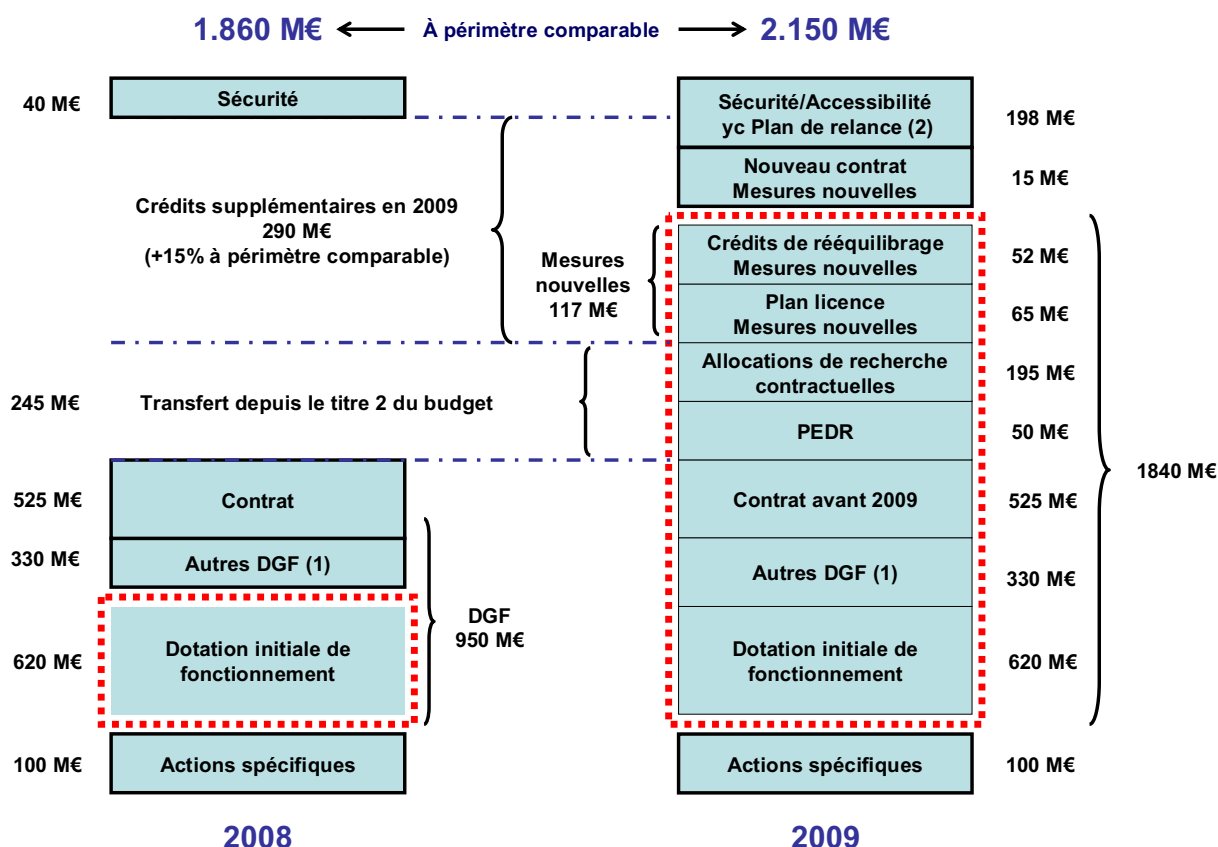 1.860 M€ À périmètre comparable 2.150 M€
40 M€
Sécurité
Crédits supplémentaires en 2009
290 M€
(+15% à périmètre comparable)
245 M€
Transfert depuis le titre 2 du budget
525 M€
Contrat
330 M€
Autres DGF (1)
620 M€
Dotation initiale de
fonctionnement
DGF
950 M€
100 M€
Actions spécifiques
2008
Sécurité/Accessibilité
yc Plan de relance (2)
198 M€
Nouveau contrat
Mesures nouvelles
15 M€
Mesures
nouvelles
117 M€
Crédits de rééquilibrage
Mesures nouvelles
52 M€
Plan licence
Mesures nouvelles
65 M€
Allocations de recherche
contractuelles
195 M€
PEDR
50 M€
Contrat avant 2009
525 M€
Autres DGF (1)
330 M€
Dotation initiale de
fonctionnement
620 M€
1840 M€
Actions spécifiques
100 M€
2009